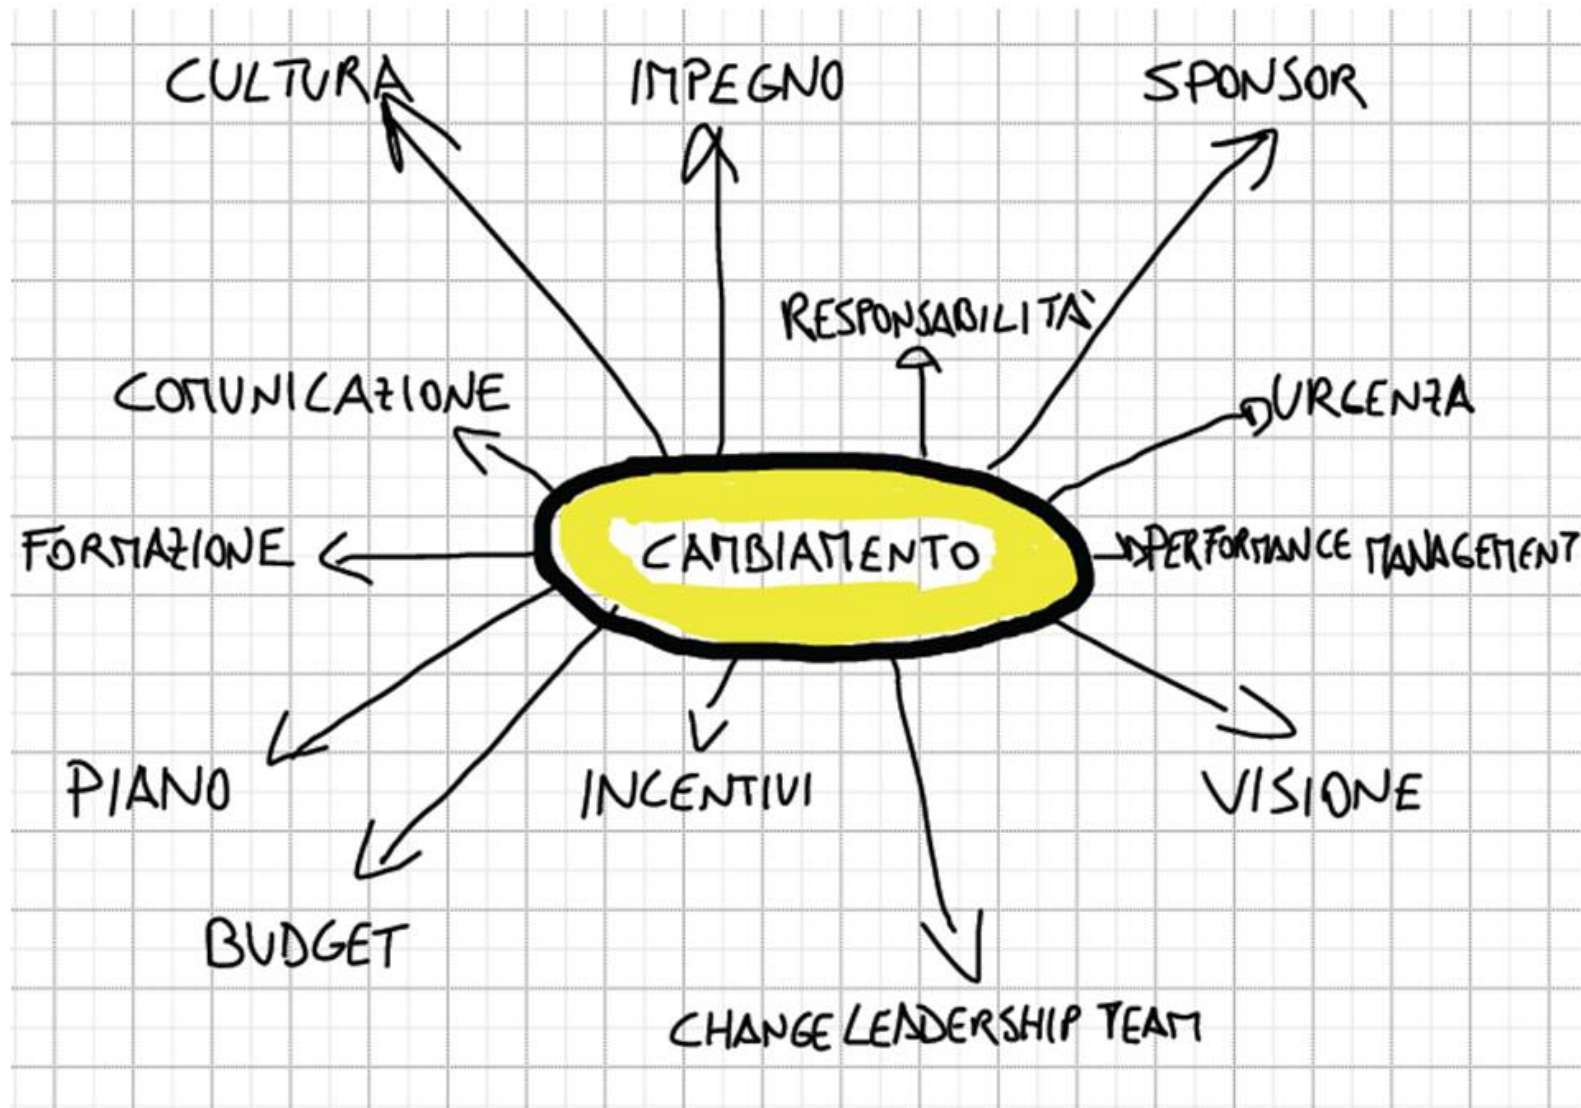 CULTURA
IMPEGNO
SPONSOR
RESPONSABILITÀ
COMUNICAZIONE
URGENZA
FORMAZIONE
CAMBIAMENTO
PERFORMANCE MANAGEMENT
PIANO
INCENTIVI
VISIONE
BUDGET
CHANGE LEADERSHIP TEAM